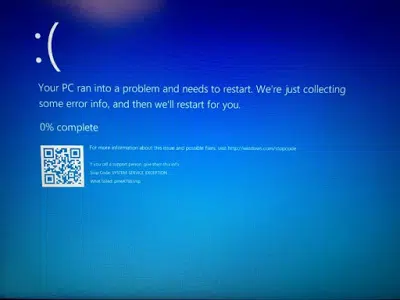 :(
Your PC ran into a problem and needs to restart. We're just collecting
some error info, and then we'll restart for you.
0% complete
For more information about this issue and possible fixes, visit http://windows.com/stopcode
If you call a support person, give them this info:
Stop Code: SYSTEM SERVICE EXCEPTION
What failed: